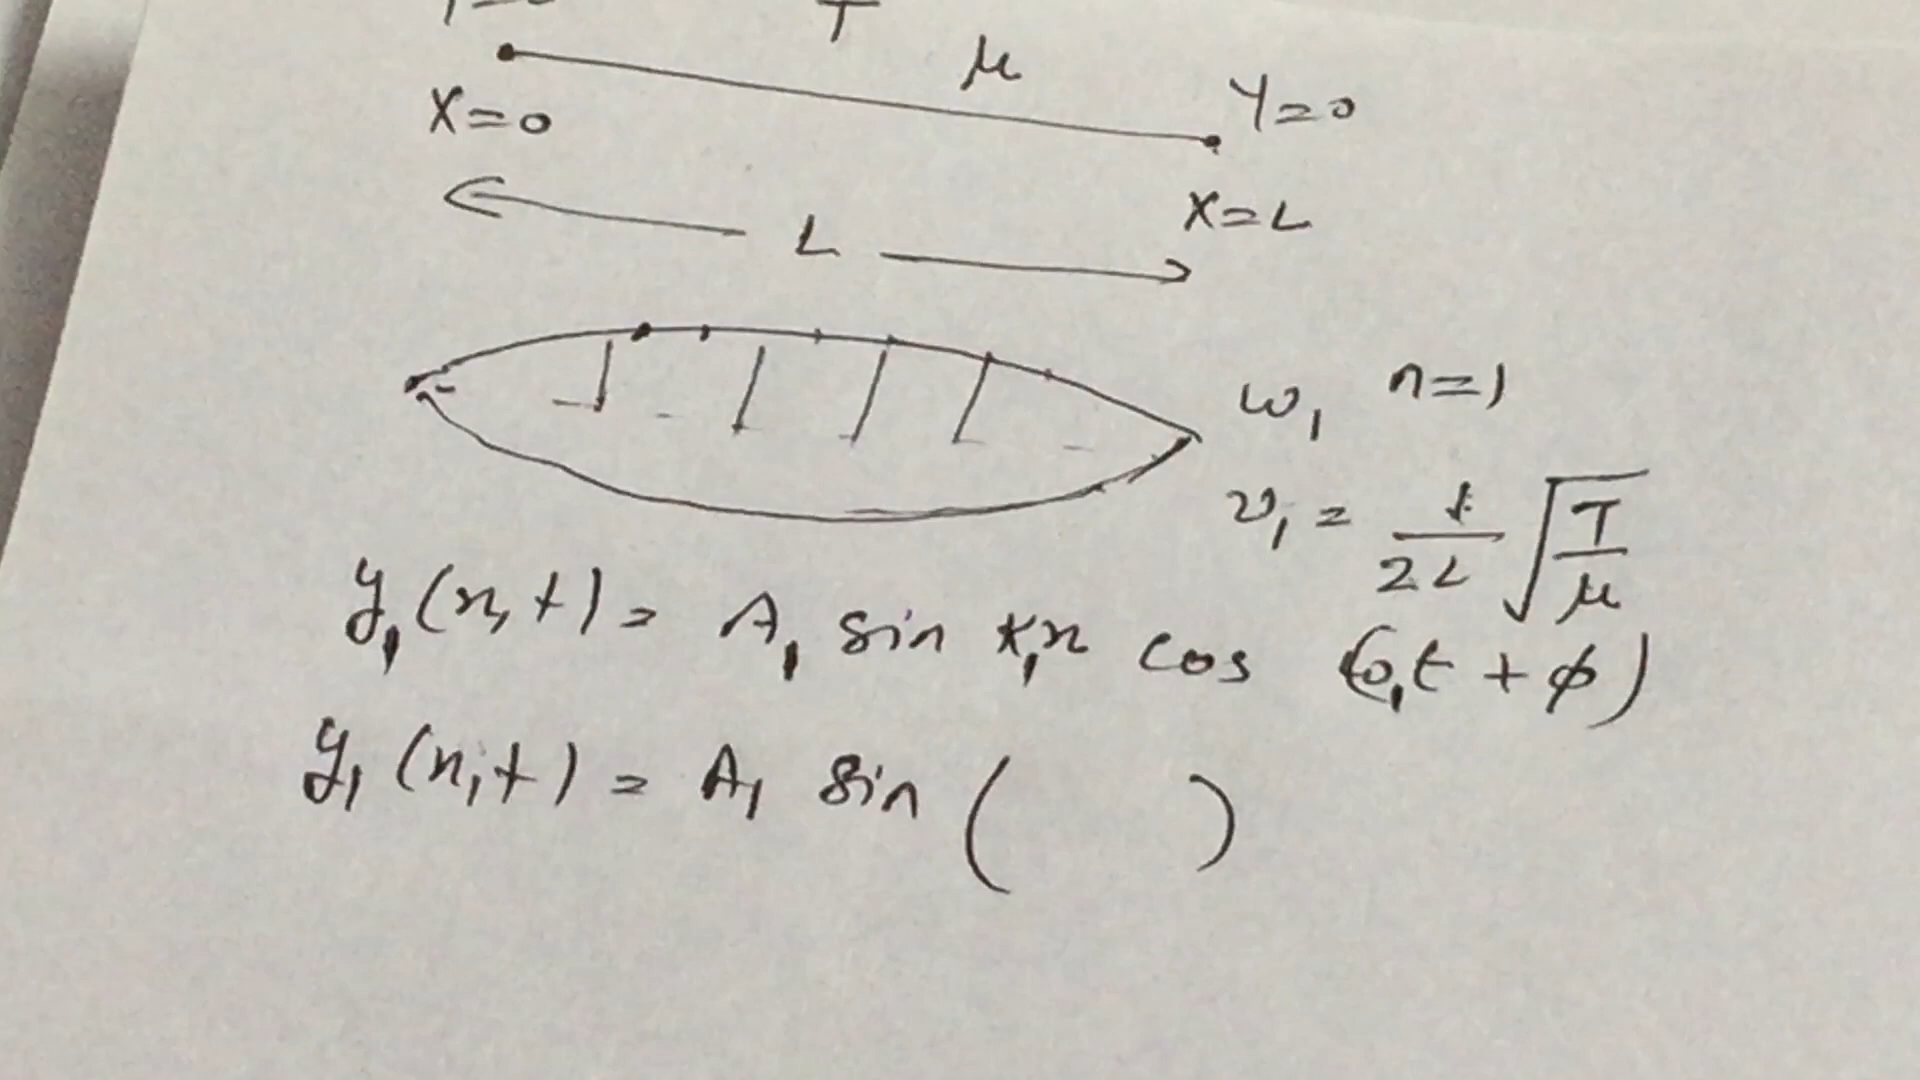 T μ
X=0 Y=0
L X=L
ω₁ n=1
ν₁ = 1/2L √(T/μ)
y₁(x,t) = A₁ sin k₁x cos (ω₁t + φ)
y₁(x,t) = A₁ sin ( )